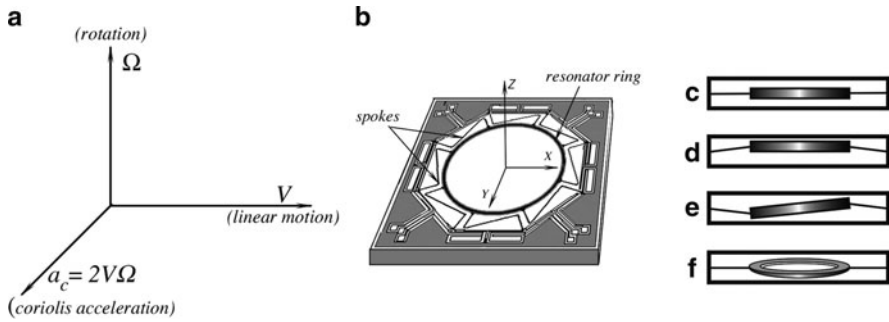 a
(rotation)
Ω
V
(linear motion)
a_c = 2VΩ
(coriolis acceleration)
b
resonator ring
spokes
Z
X
Y
c
d
e
f